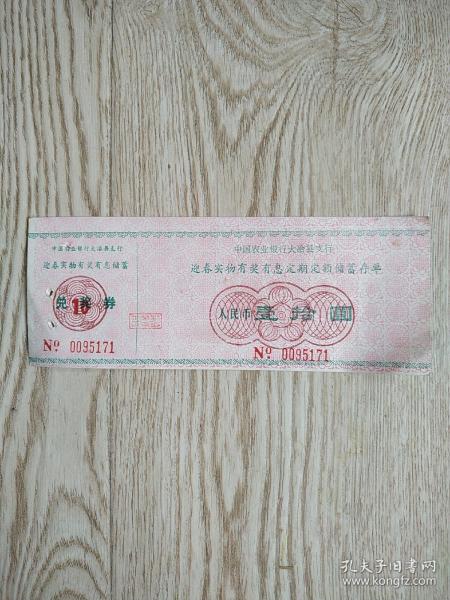 中国农业银行大冶县支行
迎春实物有奖有息储蓄
10
兑奖券
No 0095171
中国农业银行大冶县支行
迎春实物有奖有息定期定额储蓄存单
人民币壹拾圆
No 0095171
孔夫子旧书网
www.kongfz.com